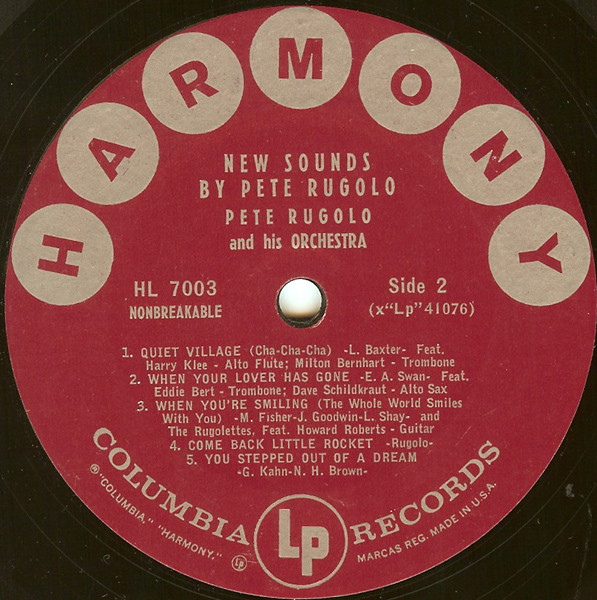 HARMONY
NEW SOUNDS
BY PETE RUGOLO
PETE RUGOLO
and his ORCHESTRA
HL 7003
NONBREAKABLE
Side 2
(x"Lp"41076)
1. QUIET VILLAGE (Cha-Cha-Cha) -L. Baxter- Feat.
Harry Klee - Alto Flute; Milton Bernhart - Trombone
2. WHEN YOUR LOVER HAS GONE -E. A. Swan- Feat.
Eddie Bert - Trombone; Dave Schildkraut - Alto Sax
3. WHEN YOU'RE SMILING (The Whole World Smiles
With You) -M. Fisher-J. Goodwin-L. Shay- and
The Rugolettes, Feat. Howard Roberts - Guitar
4. COME BACK LITTLE ROCKET -Rugolo-
5. YOU STEPPED OUT OF A DREAM
-G. Kahn-N. H. Brown-
COLUMBIA Lp RECORDS
® "COLUMBIA," "HARMONY," Lp MARCAS REG. MADE IN U.S.A.